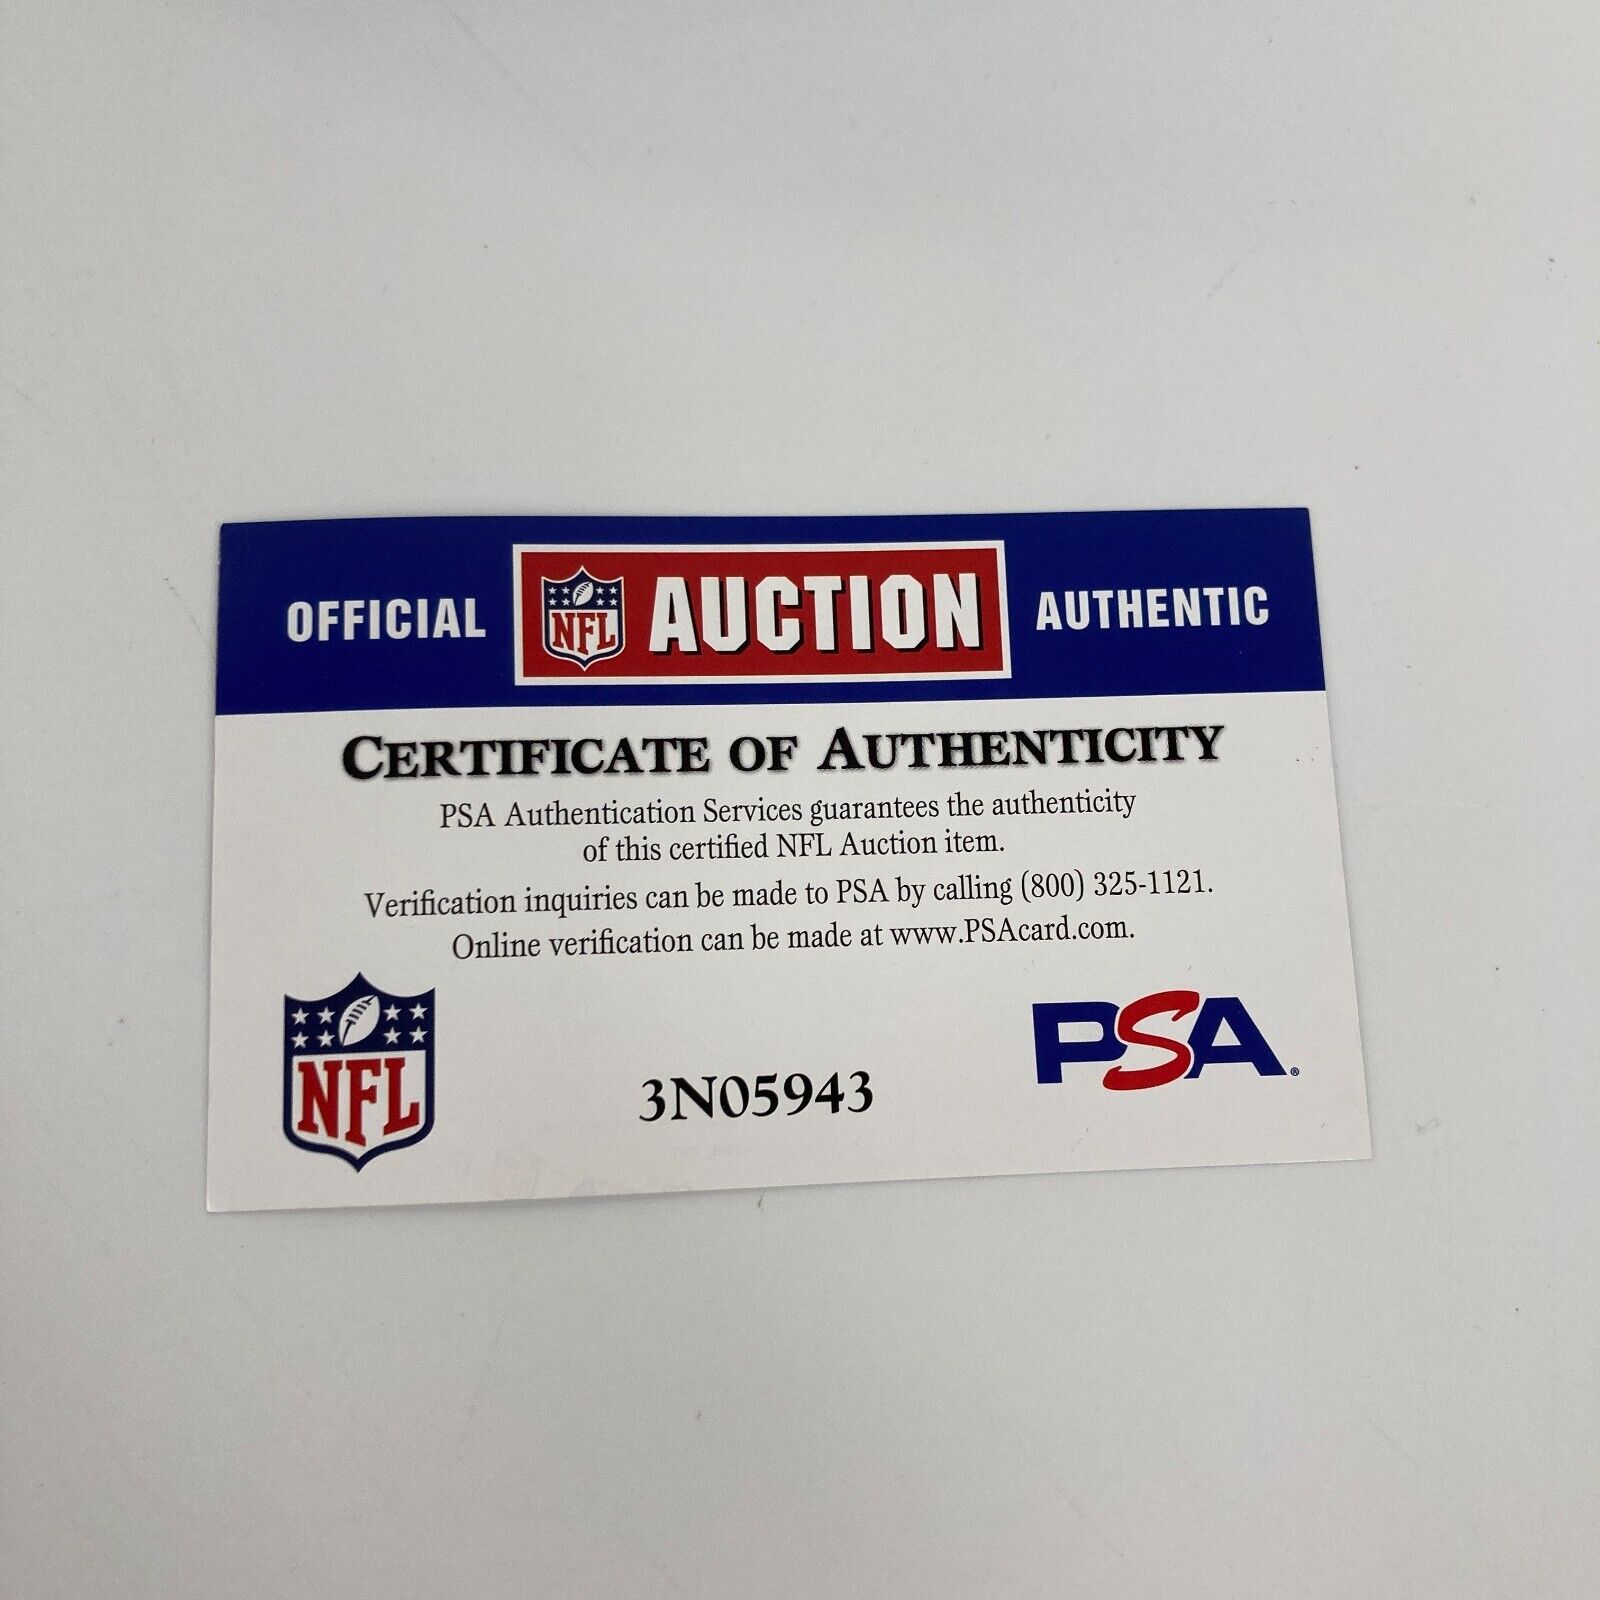 OFFICIAL NFL AUCTION AUTHENTIC
CERTIFICATE OF AUTHENTICITY
PSA Authentication Services guarantees the authenticity
of this certified NFL Auction item.
Verification inquiries can be made to PSA by calling (800) 325-1121.
Online verification can be made at www.PSAcard.com.
NFL
3N05943
PSA®